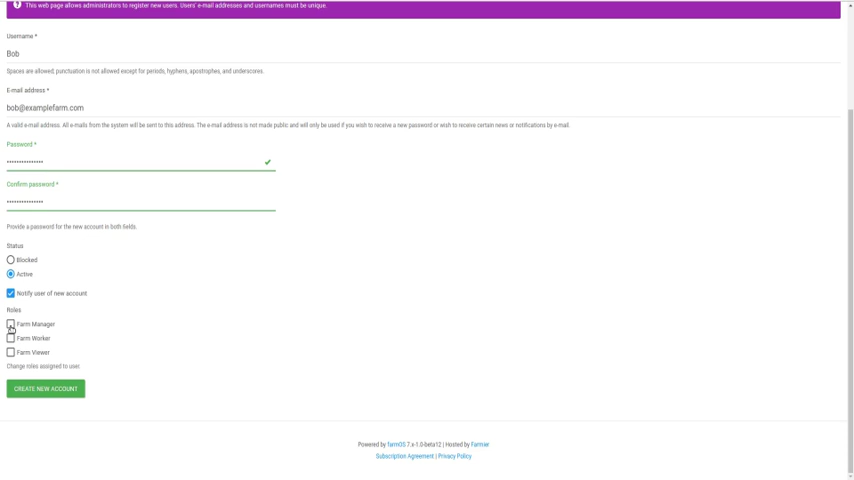 This web page allows administrators to register new users. Users' e-mail addresses and usernames must be unique.
Username *
Bob
Spaces are allowed; punctuation is not allowed except for periods, hyphens, apostrophes, and underscores.
E-mail address *
bob@examplefarm.com
A valid e-mail address. All e-mails from the system will be sent to this address. The e-mail address is not made public and will only be used if you wish to receive a new password or wish to receive certain news or notifications by e-mail.
Password *
Confirm password *
Provide a password for the new account in both fields.
Status
Blocked
Active
Notify user of new account
Roles
Farm Manager
Farm Worker
Farm Viewer
Change roles assigned to user.
CREATE NEW ACCOUNT
Powered by farmOS 7.x-1.0-beta12 | Hosted by Farmier
Subscription Agreement | Privacy Policy